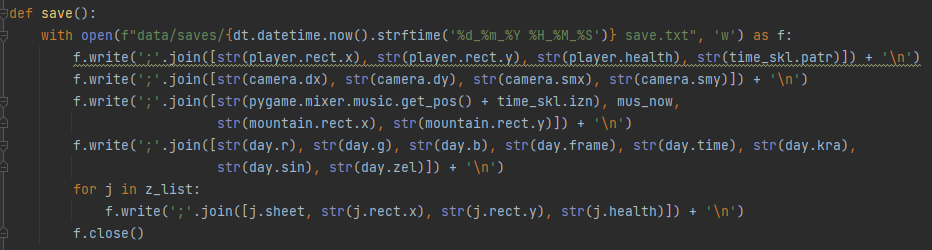 def save():
    with open(f"data/saves/{dt.datetime.now().strftime('%d_%m_%Y %H_%M_%S')} save.txt", 'w') as f:
        f.write(';'.join([str(player.rect.x), str(player.rect.y), str(player.health), str(time_skl.patr)]) + '\n')
        f.write(';'.join([str(camera.dx), str(camera.dy), str(camera.smx), str(camera.smy)]) + '\n')
        f.write(';'.join([str(pygame.mixer.music.get_pos() + time_skl.izn), mus_now,
                          str(mountain.rect.x), str(mountain.rect.y)]) + '\n')
        f.write(';'.join([str(day.r), str(day.g), str(day.b), str(day.frame), str(day.time), str(day.kra),
                          str(day.sin), str(day.zel)]) + '\n')
        for j in z_list:
            f.write(';'.join([j.sheet, str(j.rect.x), str(j.rect.y), str(j.health)]) + '\n')
        f.close()